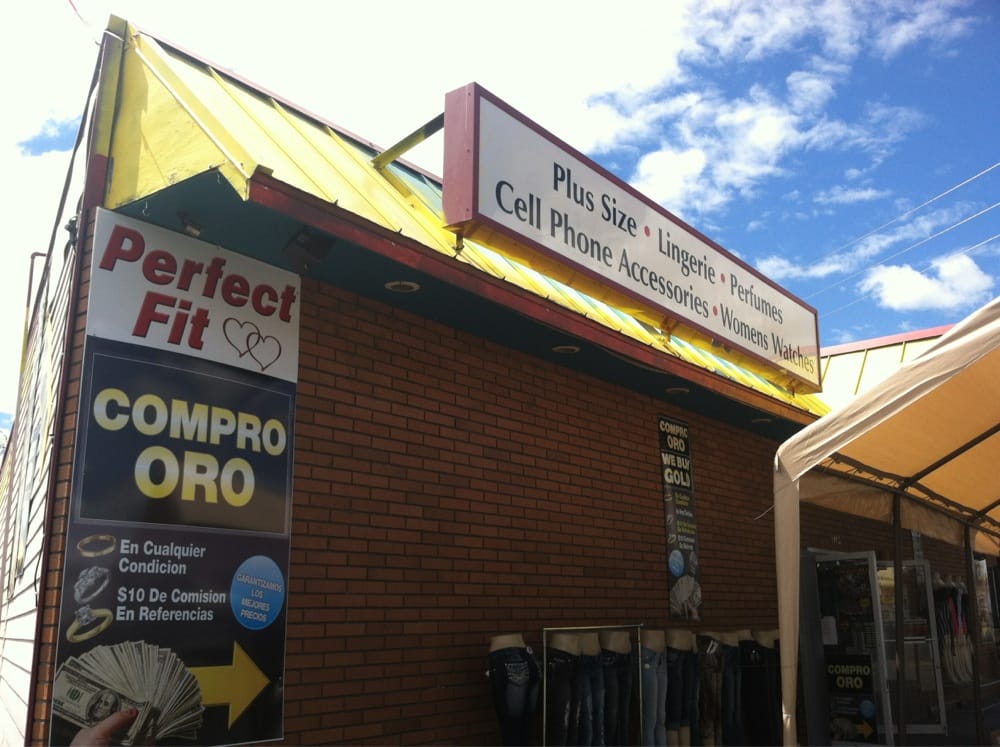 Perfect
Fit
COMPRO
ORO
En Cualquier
Condicion
$10 De Comision
En Referencias
GARANTIZAMOS
LOS
MEJORES
PRECIOS
Plus Size • Lingerie • Perfumes
Cell Phone Accessories • Womens Watches
COMPRO
ORO
WE BUY
GOLD
COMPRO
ORO